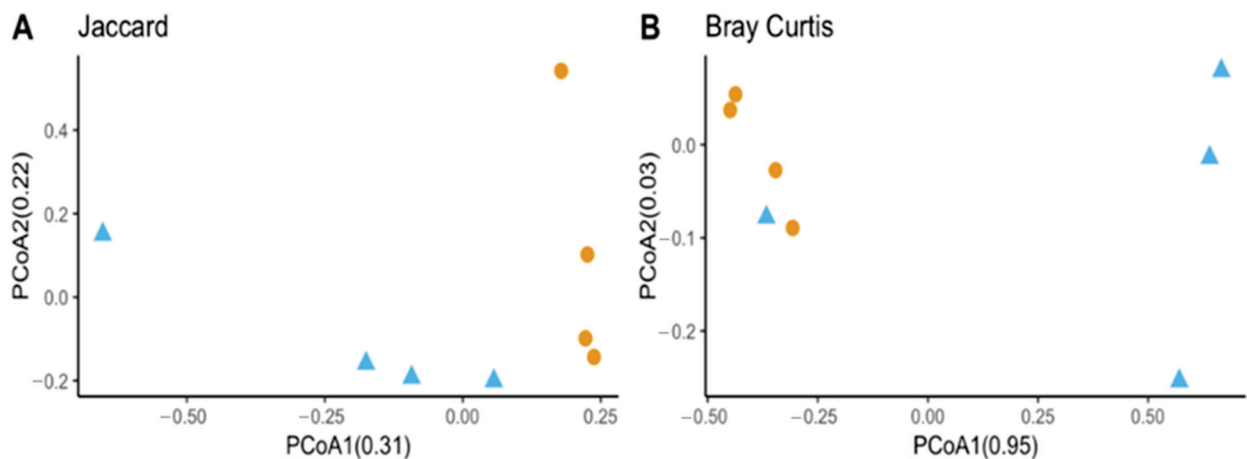 A Jaccard
PCoA2(0.22)
0.4
0.2
0.0
−0.2
−0.50 −0.25 0.00 0.25
PCoA1(0.31)
B Bray Curtis
PCoA2(0.03)
0.0
−0.1
−0.2
−0.50 −0.25 0.00 0.25 0.50
PCoA1(0.95)